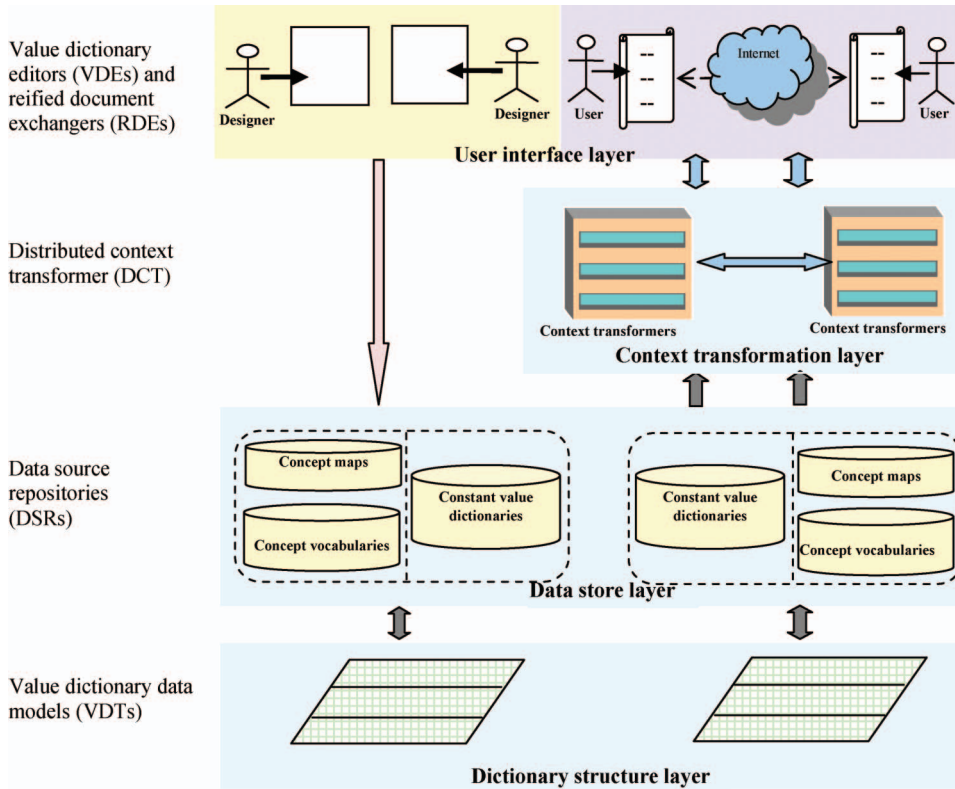 Value dictionary
editors (VDEs) and
reified document
exchangers (RDEs)
Designer
Designer
User
--
--
--
Internet
--
--
--
User
User interface layer
Distributed context
transformer (DCT)
Context transformers
Context transformers
Context transformation layer
Data source
repositories
(DSRs)
Concept maps
Concept vocabularies
Constant value
dictionaries
Constant value
dictionaries
Concept maps
Concept vocabularies
Data store layer
Value dictionary data
models (VDTs)
Dictionary structure layer